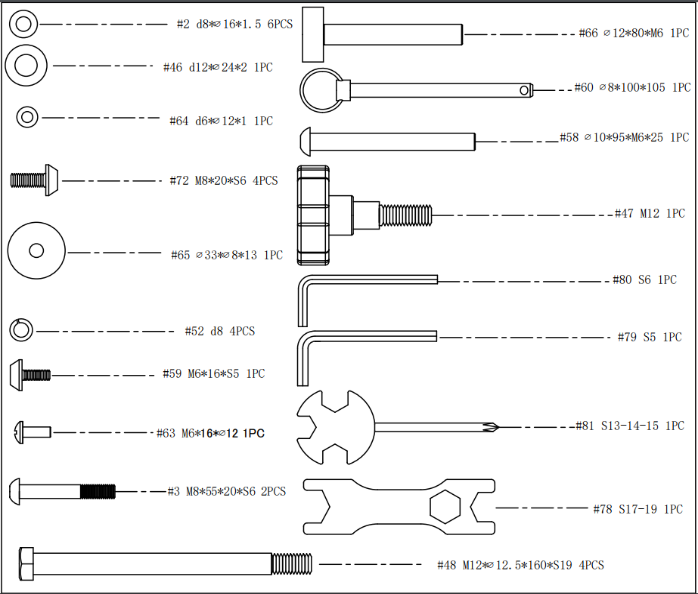 #2 d8*⌀16*1.5 6PCS
#46 d12*⌀24*2 1PC
#64 d6*⌀12*1 1PC
#72 M8*20*S6 4PCS
#65 ⌀33*⌀8*13 1PC
#52 d8 4PCS
#59 M6*16*S5 1PC
#63 M6*16*⌀12 1PC
#3 M8*55*20*S6 2PCS
#66 ⌀12*80*M6 1PC
#60 ⌀8*100*105 1PC
#58 ⌀10*95*M6*25 1PC
#47 M12 1PC
#80 S6 1PC
#79 S5 1PC
#81 S13-14-15 1PC
#78 S17-19 1PC
#48 M12*⌀12.5*160*S19 4PCS